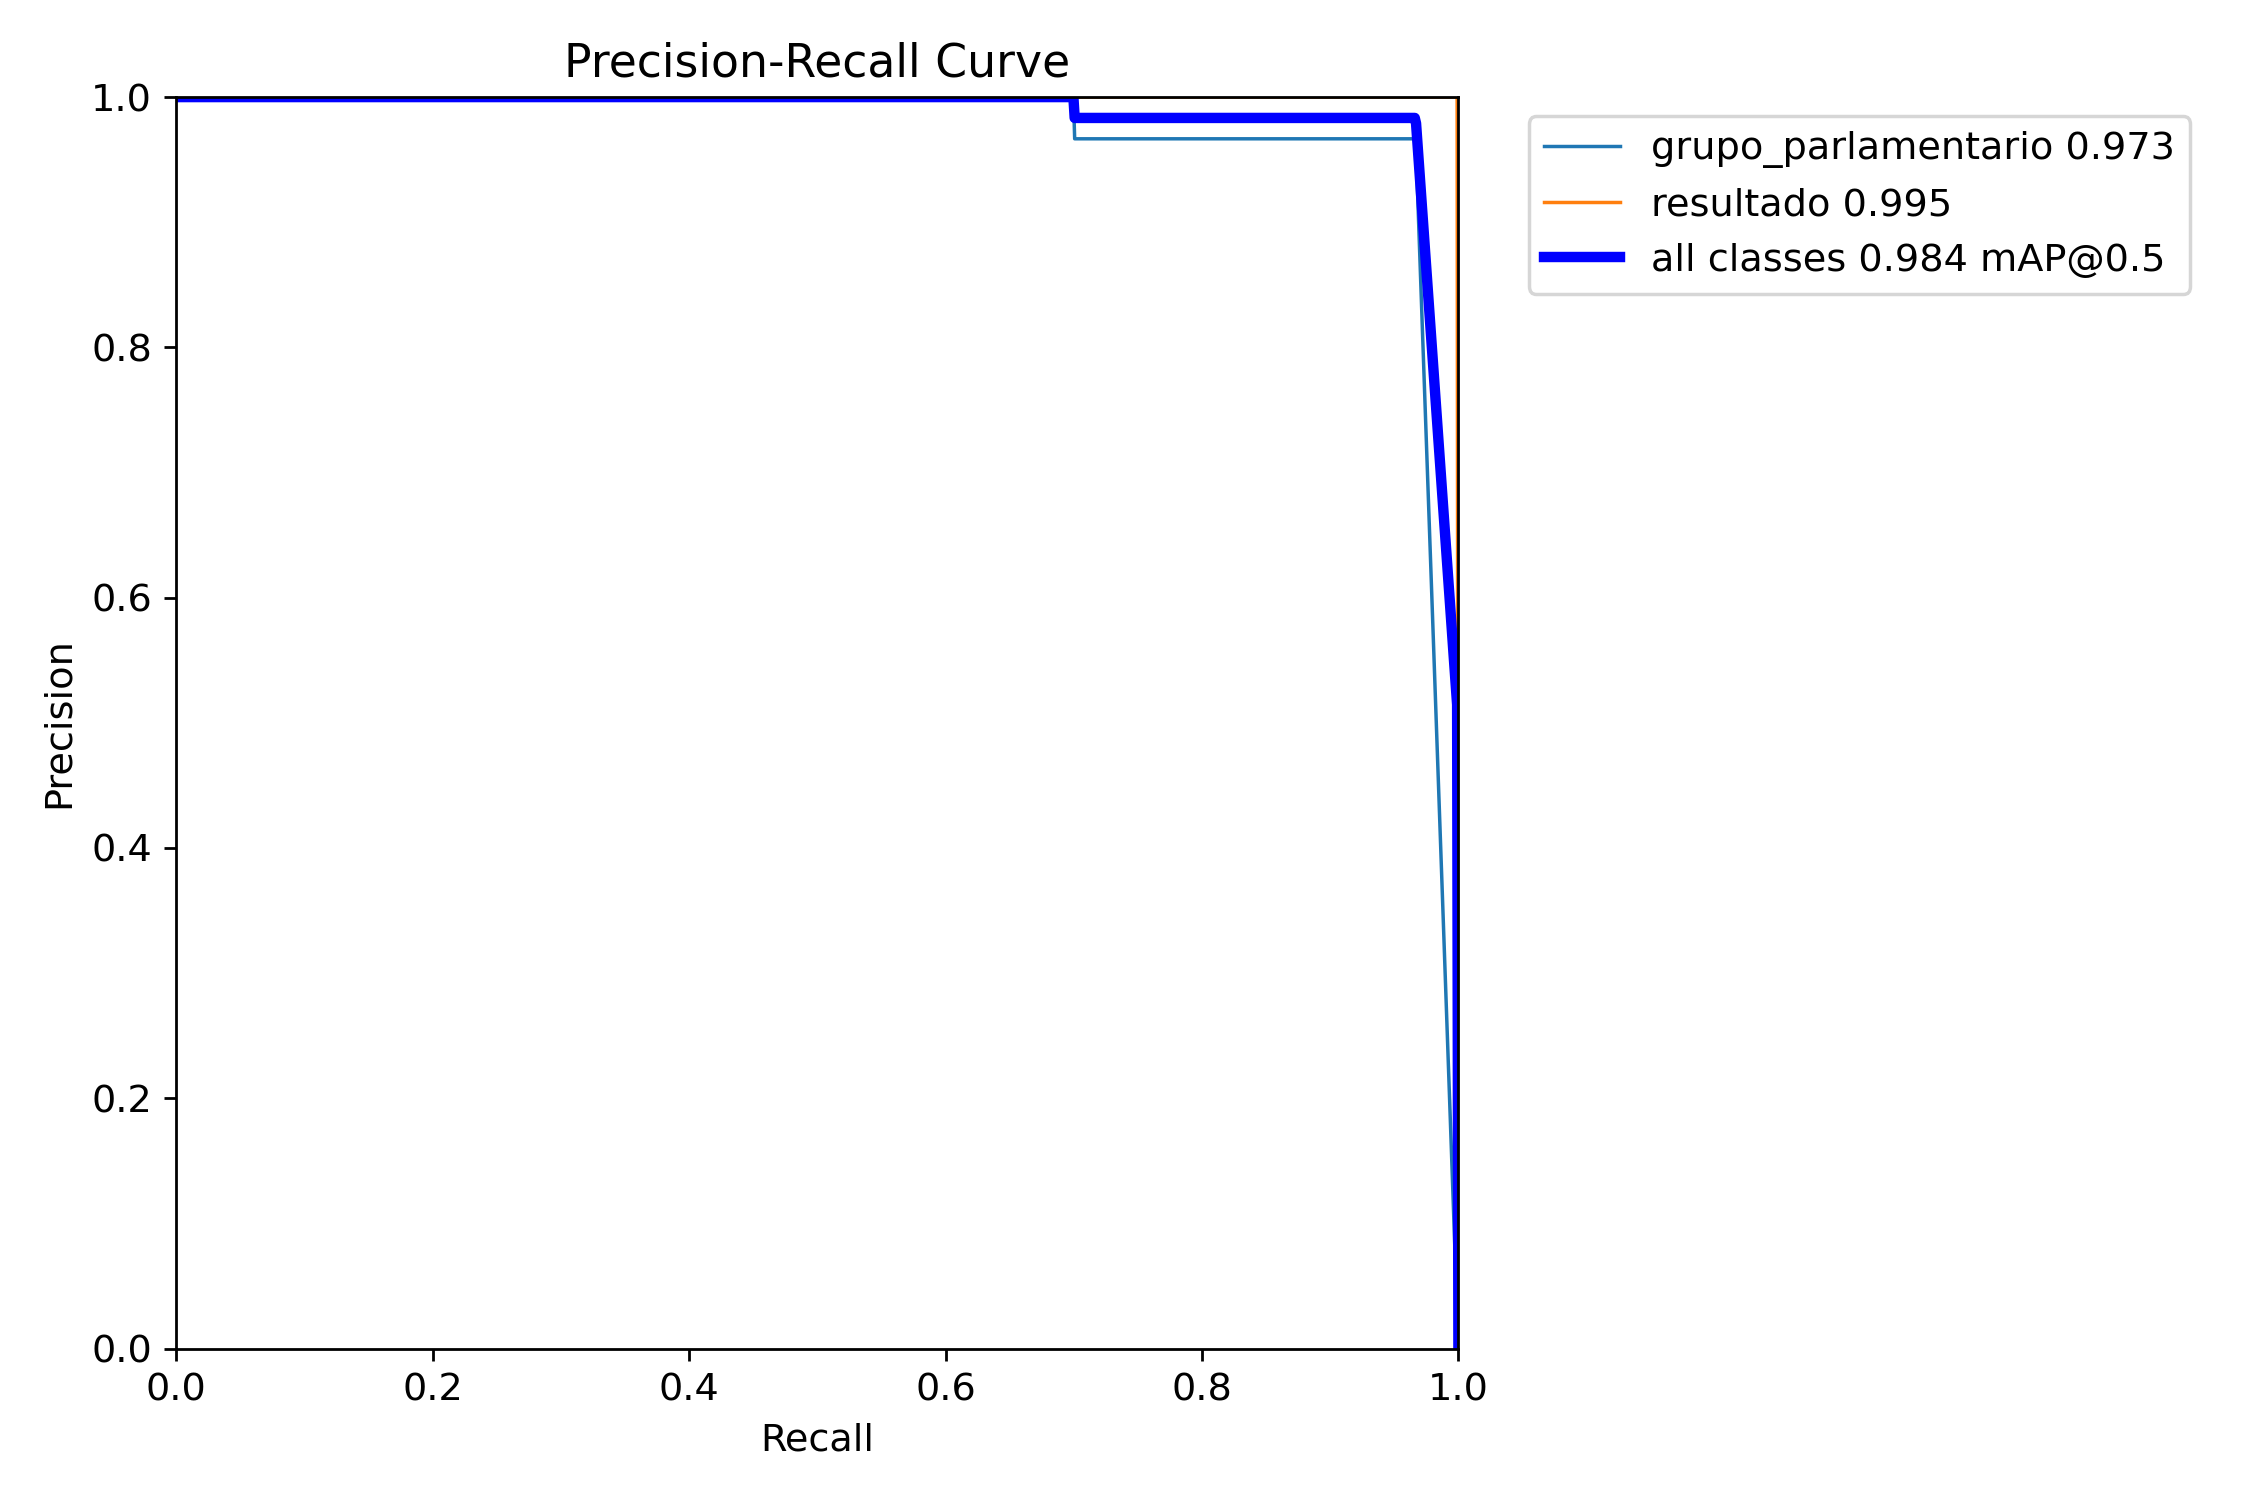 Precision-Recall Curve
1.0
0.8
0.6
0.4
0.2
0.0
Precision
0.0 0.2 0.4 0.6 0.8 1.0
Recall
grupo_parlamentario 0.973
resultado 0.995
all classes 0.984 mAP@0.5